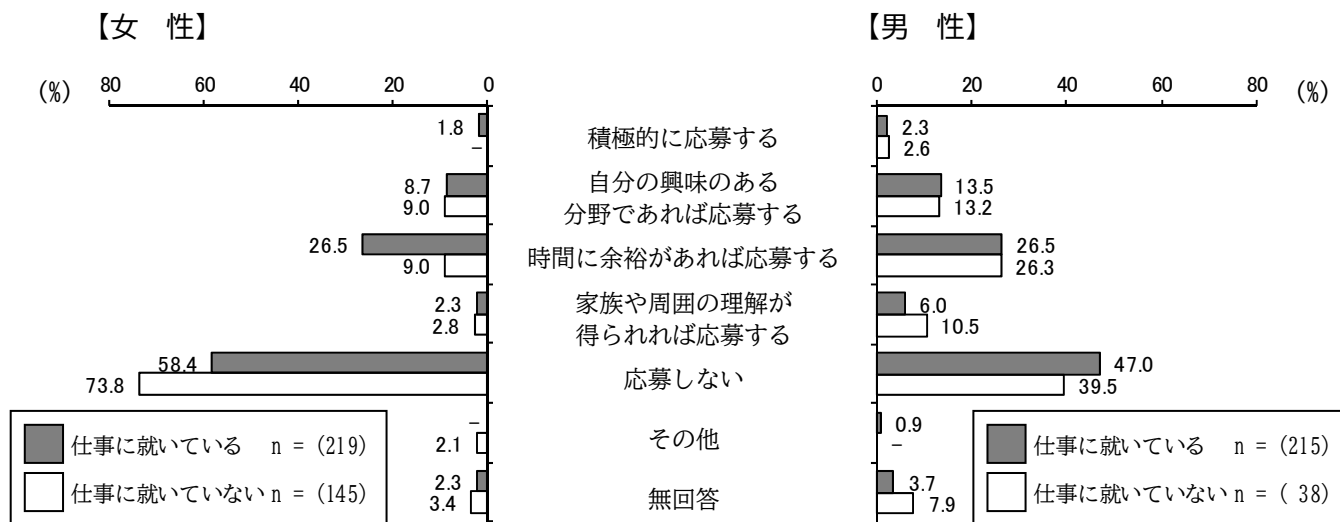 【女　性】
【男　性】
(%) 80 60 40 20 0
0 20 40 60 80 (%)
1.8 積極的に応募する 2.3
– 2.6
8.7 自分の興味のある 13.5
9.0 分野であれば応募する 13.2
26.5 時間に余裕があれば応募する 26.5
9.0 26.3
2.3 家族や周囲の理解が 6.0
2.8 得られれば応募する 10.5
58.4 応募しない 47.0
73.8 39.5
– その他 0.9
2.1 –
2.3 無回答 3.7
3.4 7.9
仕事に就いている n = (219)
仕事に就いていない n = (145)
仕事に就いている n = (215)
仕事に就いていない n = ( 38)